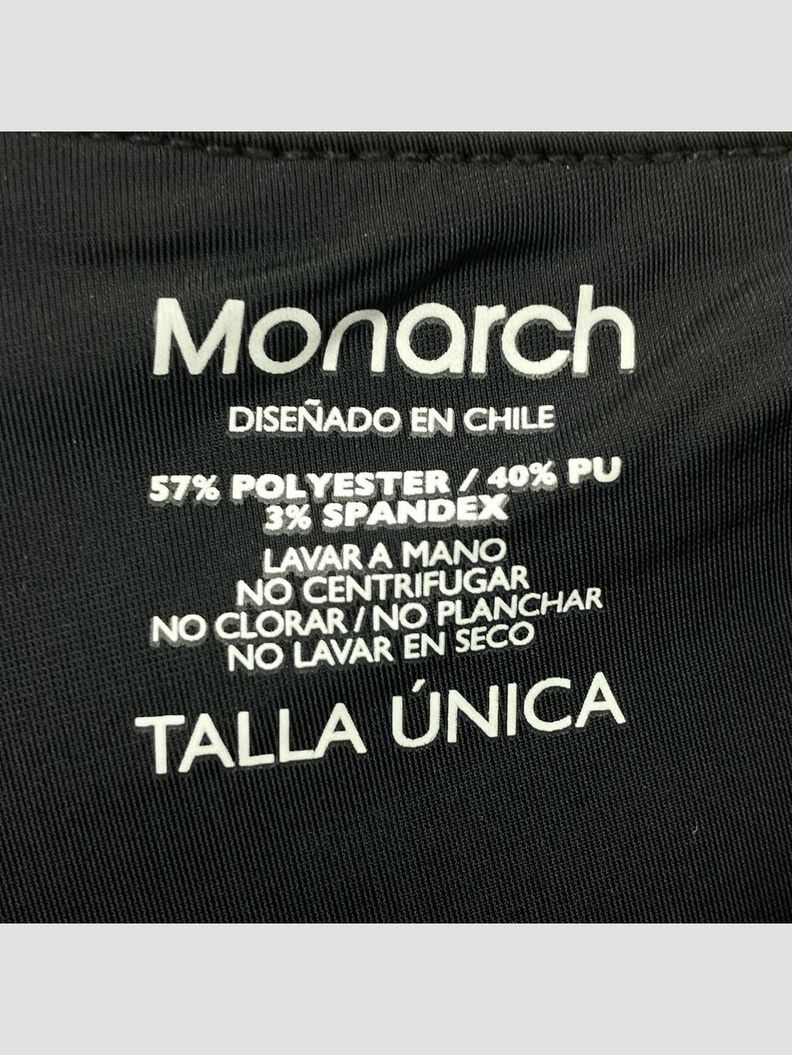 Monarch
DISEÑADO EN CHILE
57% POLYESTER / 40% PU
3% SPANDEX
LAVAR A MANO
NO CENTRIFUGAR
NO CLORAR / NO PLANCHAR
NO LAVAR EN SECO
TALLA ÚNICA